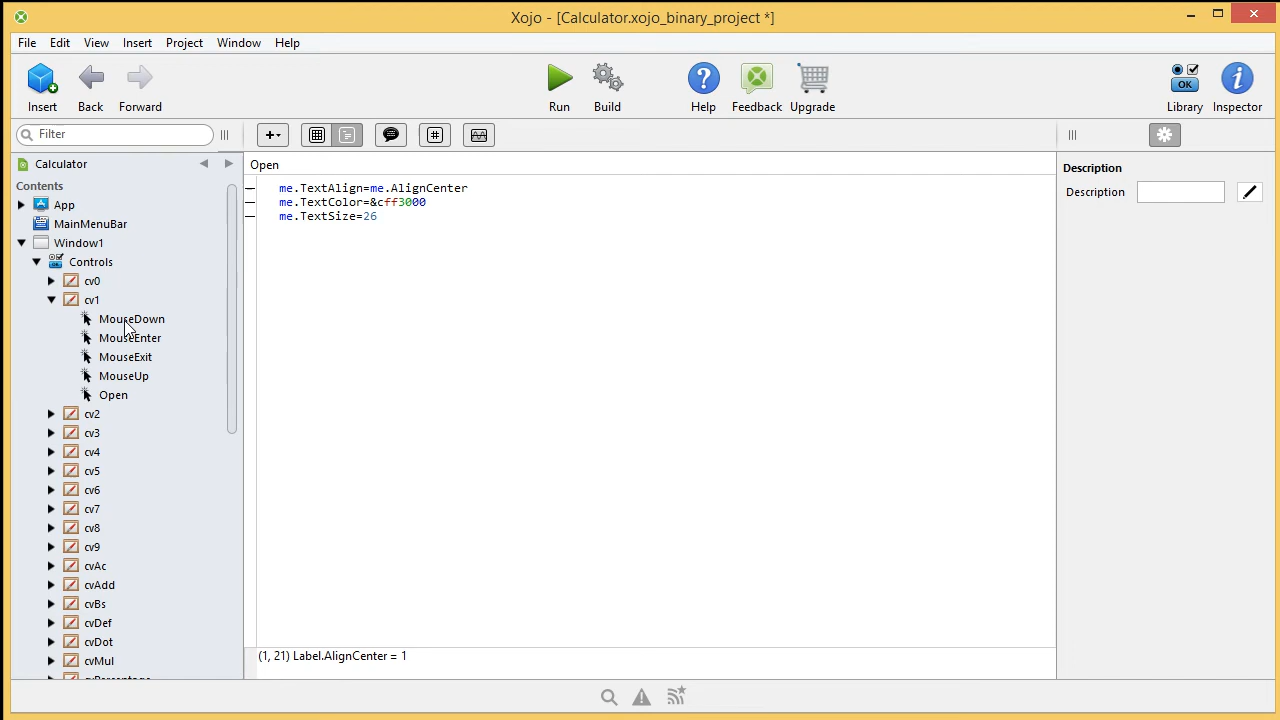 Xojo - [Calculator.xojo_binary_project *]
File Edit View Insert Project Window Help
Insert Back Forward Run Build Help Feedback Upgrade OK Library Inspector
Filter
Calculator
Contents
App
MainMenuBar
Window1
Controls
cv0
cv1
MouseDown
MouseEnter
MouseExit
MouseUp
Open
cv2
cv3
cv4
cv5
cv6
cv7
cv8
cv9
cvAc
cvAdd
cvBs
cvDef
cvDot
cvMul
cvPercentage
Open
me.TextAlign=me.AlignCenter
me.TextColor=&cff3000
me.TextSize=26
(1, 21) Label.AlignCenter = 1
Description
Description